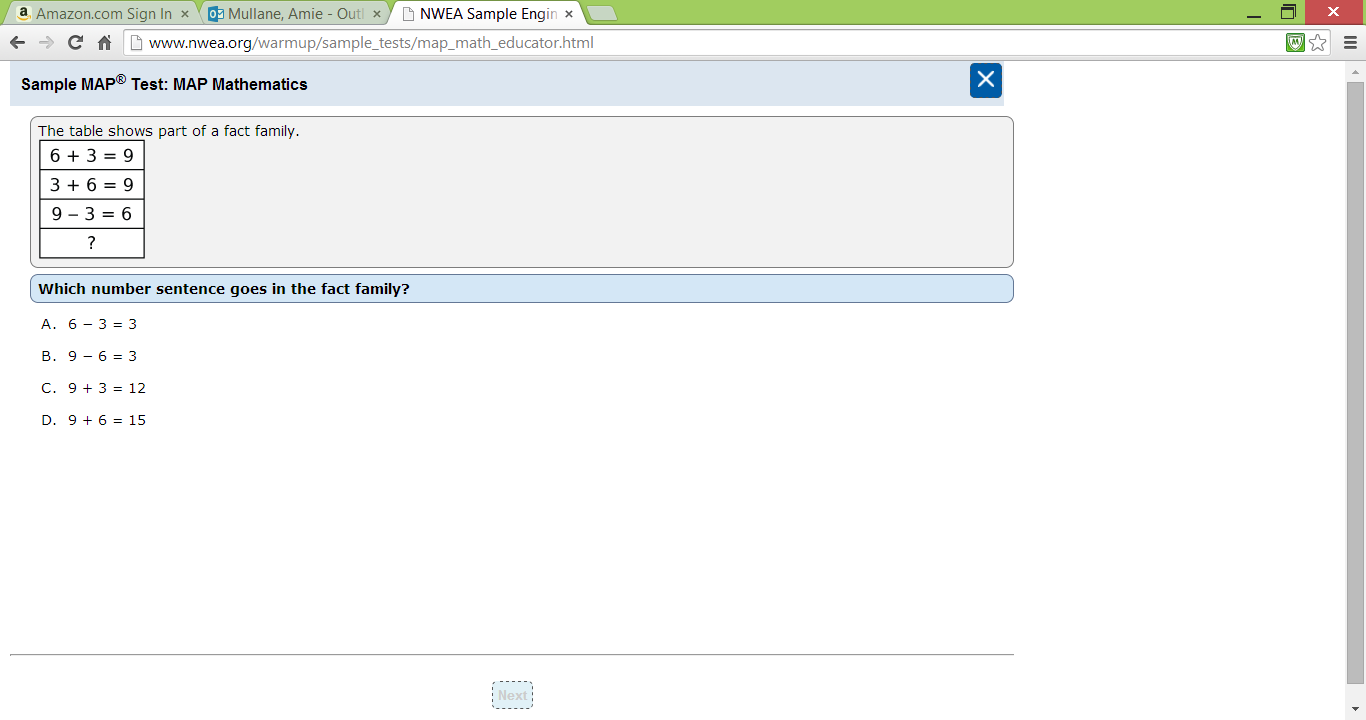 Amazon.com Sign In
Mullane, Amie - Outl
NWEA Sample Engin
www.nwea.org/warmup/sample_tests/map_math_educator.html
Sample MAP® Test: MAP Mathematics
The table shows part of a fact family.
6 + 3 = 9
3 + 6 = 9
9 – 3 = 6
?
Which number sentence goes in the fact family?
A. 6 − 3 = 3
B. 9 − 6 = 3
C. 9 + 3 = 12
D. 9 + 6 = 15
Next